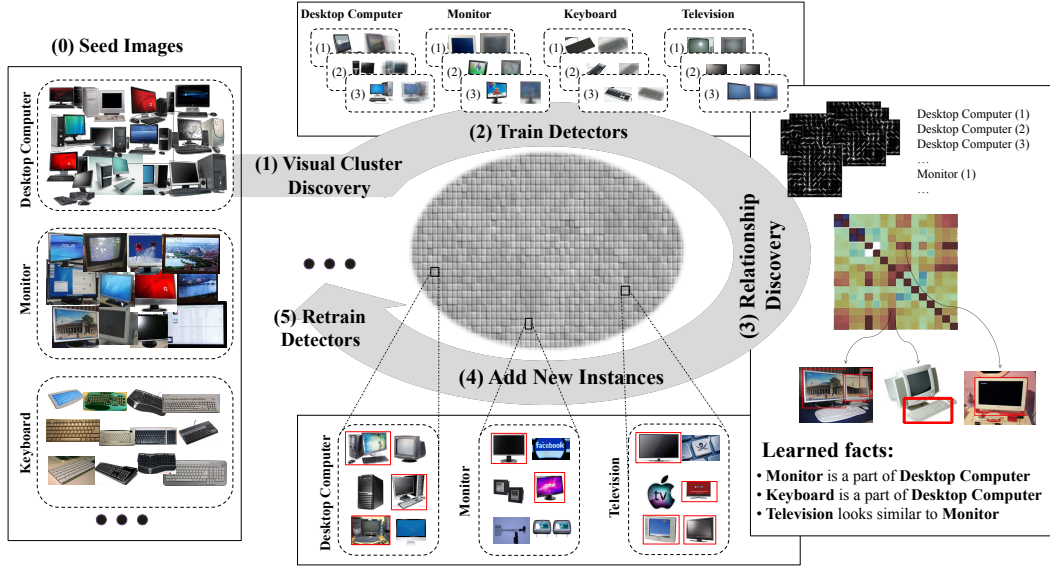 (0) Seed Images
Desktop Computer
Monitor
Keyboard
Desktop Computer
Monitor
Keyboard
Television
(1)
(2)
(3)
(1)
(2)
(3)
(1)
(2)
(3)
(1)
(2)
(3)
(1) Visual Cluster
Discovery
(2) Train Detectors
(3) Relationship
Discovery
(4) Add New Instances
(5) Retrain
Detectors
Desktop Computer (1)
Desktop Computer (2)
Desktop Computer (3)
…
Monitor (1)
…
Desktop Computer
Monitor
facebook
Television
tv
Learned facts:
• Monitor is a part of Desktop Computer
• Keyboard is a part of Desktop Computer
• Television looks similar to Monitor